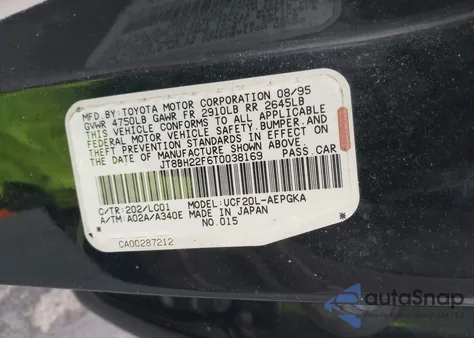 MFD.BY:TOYOTA MOTOR CORPORATION 08/95
GVWR 4750LB GAWR FR 2910LB RR 2645LB
THIS VEHICLE CONFORMS TO ALL APPLICABLE
FEDERAL MOTOR VEHICLE SAFETY,BUMPER,AND
THEFT PREVENTION STANDARDS IN EFFECT
ON THE DATE OF MANUFACTURE SHOWN ABOVE.
JT8BH22F6T0038169 PASS.CAR
C/TR:202/LC01 MODEL:UCF20L-AEPGKA
A/TM:A02A/A340E MADE IN JAPAN
NO.015
CA00287212
autoSnap